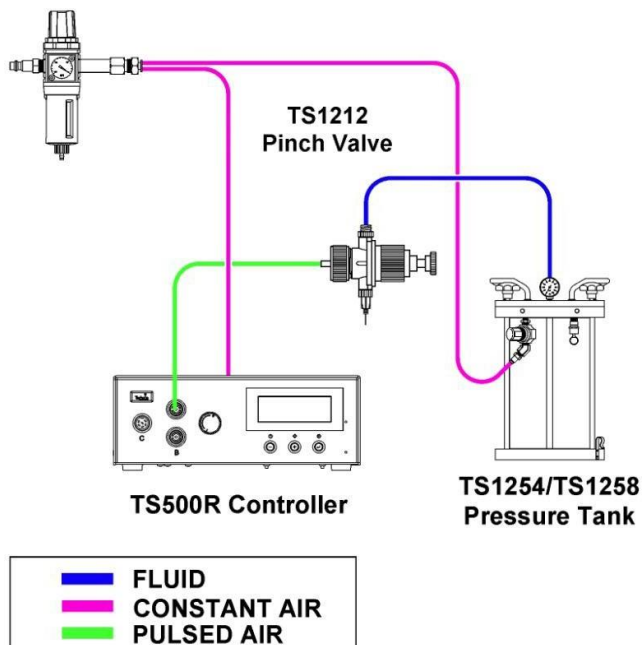 TS1212
Pinch Valve
C
B
TS500R Controller
TS1254/TS1258
Pressure Tank
FLUID
CONSTANT AIR
PULSED AIR